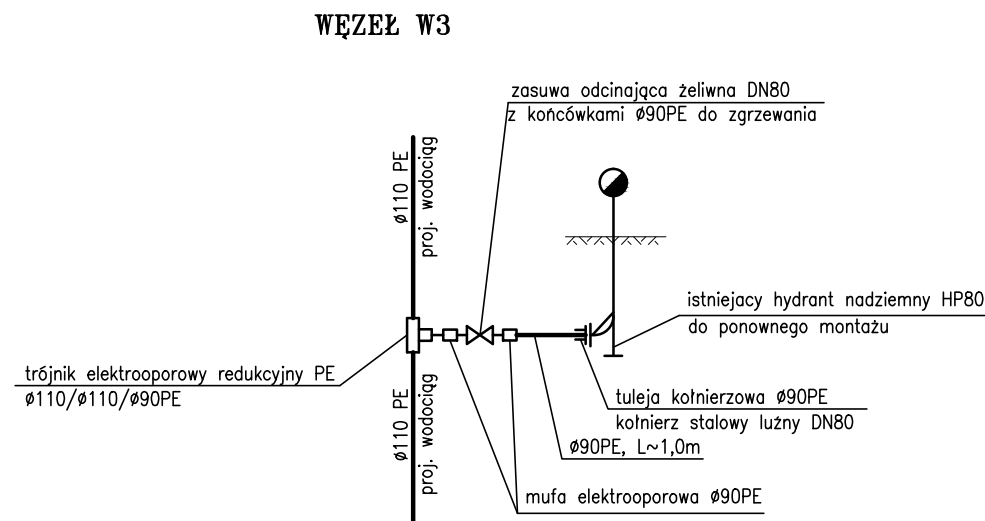 WĘZEŁ W3
zasuwa odcinająca żeliwna DN80
z końcówkami Ø90PE do zgrzewania
ø110 PE
proj. wodociąg
istniejacy hydrant nadziemny HP80
do ponownego montażu
trójnik elektrooporowy redukcyjny PE
Ø110/Ø110/Ø90PE
ø110 PE
proj. wodociąg
tuleja kołnierzowa Ø90PE
kołnierz stalowy luźny DN80
Ø90PE, L~1,0m
mufa elektrooporowa Ø90PE